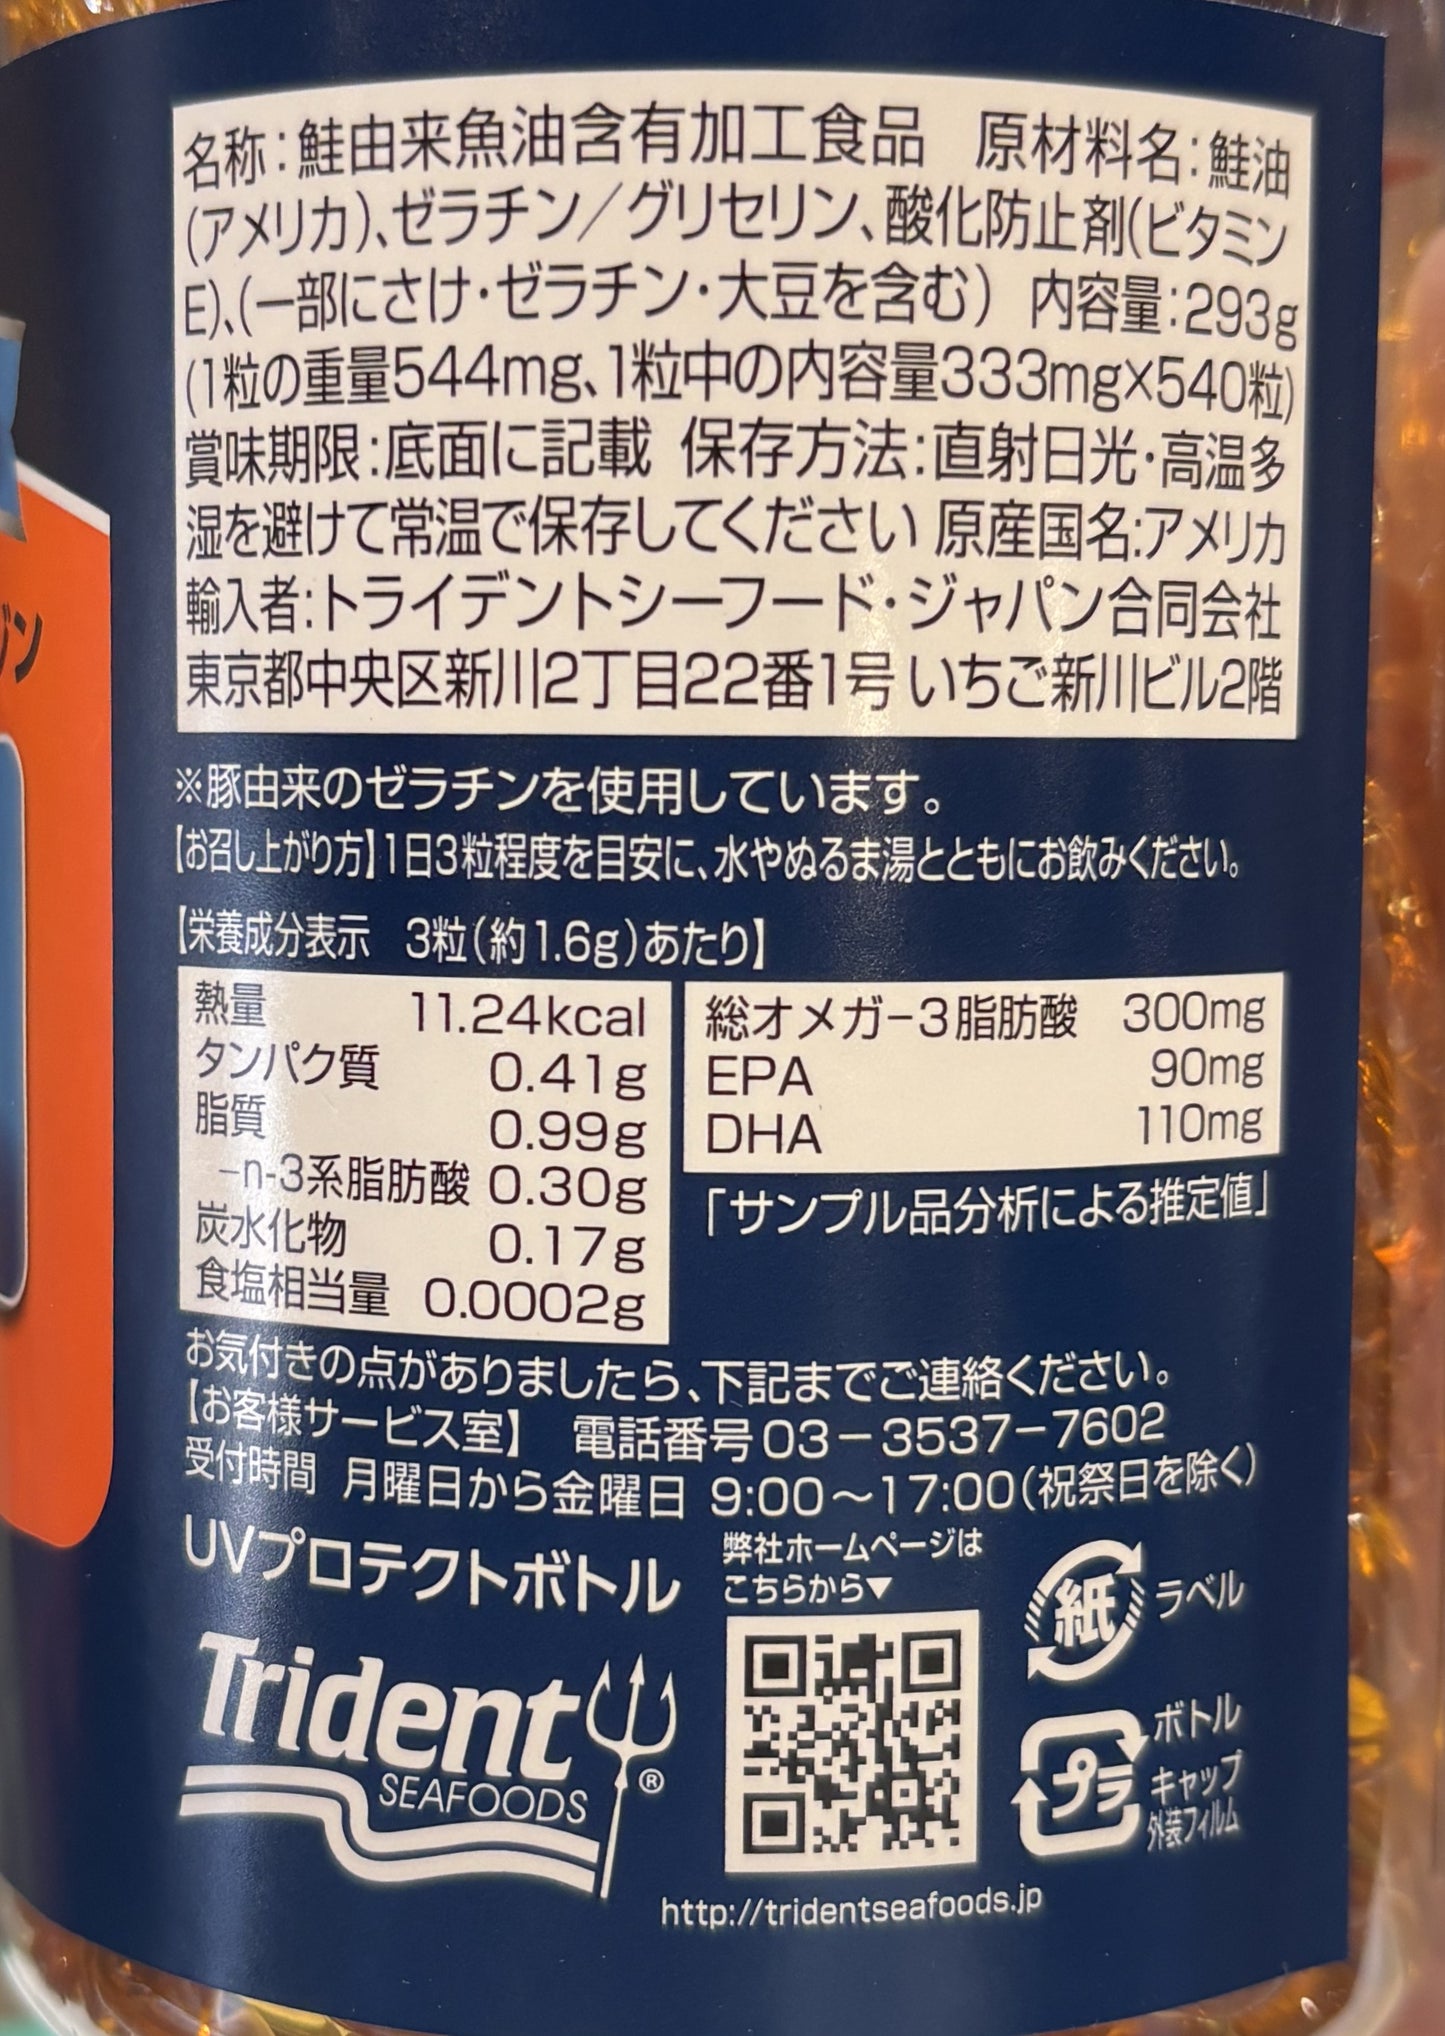 名称:鮭由来魚油含有加工食品 原材料名:鮭油
(アメリカ)、ゼラチン/グリセリン、酸化防止剤(ビタミン
E)、(一部にさけ・ゼラチン・大豆を含む) 内容量:293g
(1粒の重量544mg、1粒中の内容量333mg×540粒)
賞味期限:底面に記載 保存方法:直射日光・高温多
湿を避けて常温で保存してください 原産国名:アメリカ
輸入者:トライデントシーフード・ジャパン合同会社
東京都中央区新川2丁目22番1号 いちご新川ビル2階
※豚由来のゼラチンを使用しています。
【お召し上がり方】1日3粒程度を目安に、水やぬるま湯とともにお飲みください。
【栄養成分表示 3粒(約1.6g)あたり】
熱量 11.24kcal
タンパク質 0.41g
脂質 0.99g
-n-3系脂肪酸 0.30g
炭水化物 0.17g
食塩相当量 0.0002g
総オメガ-3脂肪酸 300mg
EPA 90mg
DHA 110mg
「サンプル品分析による推定値」
お気付きの点がありましたら、下記までご連絡ください。
【お客様サービス室】 電話番号03-3537-7602
受付時間 月曜日から金曜日 9:00~17:00(祝祭日を除く)
UVプロテクトボトル
弊社ホームページは
こちらから▼
紙 ラベル
プラ ボトル
キャップ
外装フィルム
Trident
SEAFOODS ®
http://tridentseafoods.jp